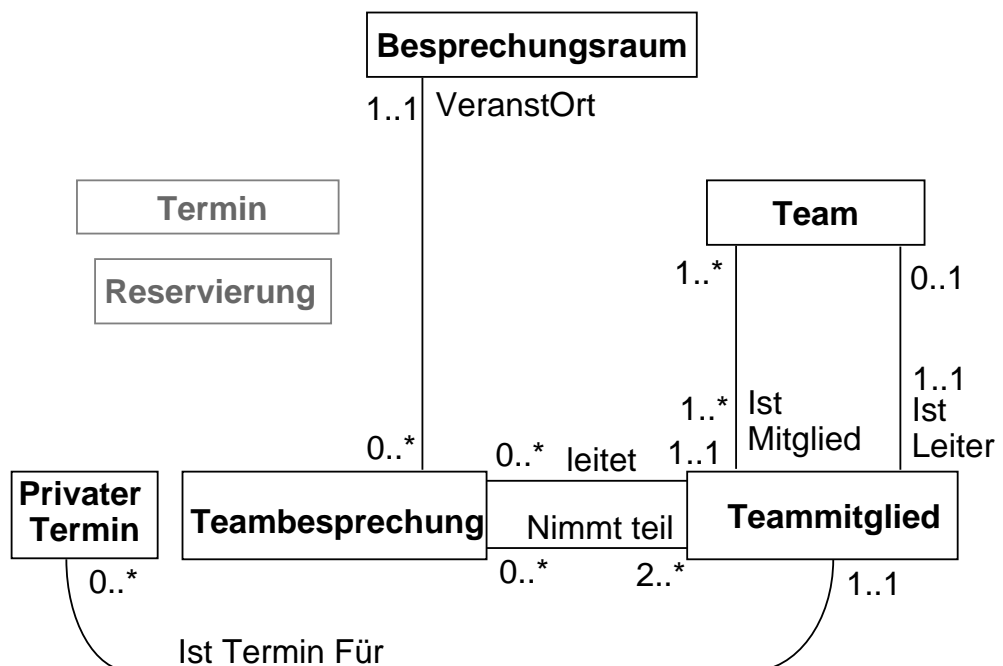 Besprechungsraum
1..1
VeranstOrt
Termin
Team
Reservierung
1..*
0..1
1..1
1..*
Ist
Mitglied
Ist
Leiter
0..*
0..*
leitet
1..1
Privater
Termin
Teambesprechung
Teammitglied
Nimmt teil
0..*
0..*
2..*
1..1
Ist Termin Für